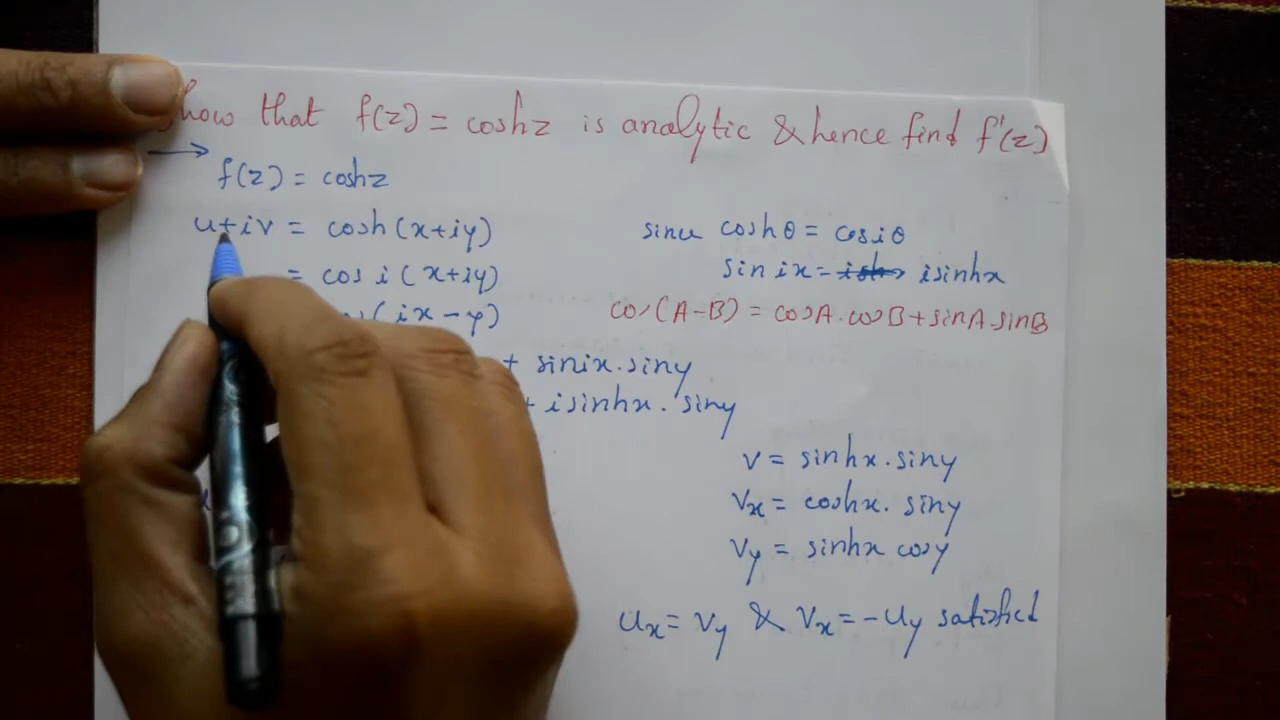 show that f(z) = coshz is analytic & hence find f'(z)
→ f(z) = coshz
u+iv = cosh(x+iy)
= cos i(x+iy)
(ix-y)
+ sinix.siny
+ isinhx.siny
since coshθ = cosiθ
sin ix = isinhx
cos(A-B) = cosA.cosB+sinA.sinB
v = sinhx.siny
vx = coshx. siny
vy = sinhx cosy
ux = vy & vx = -uy satisfied